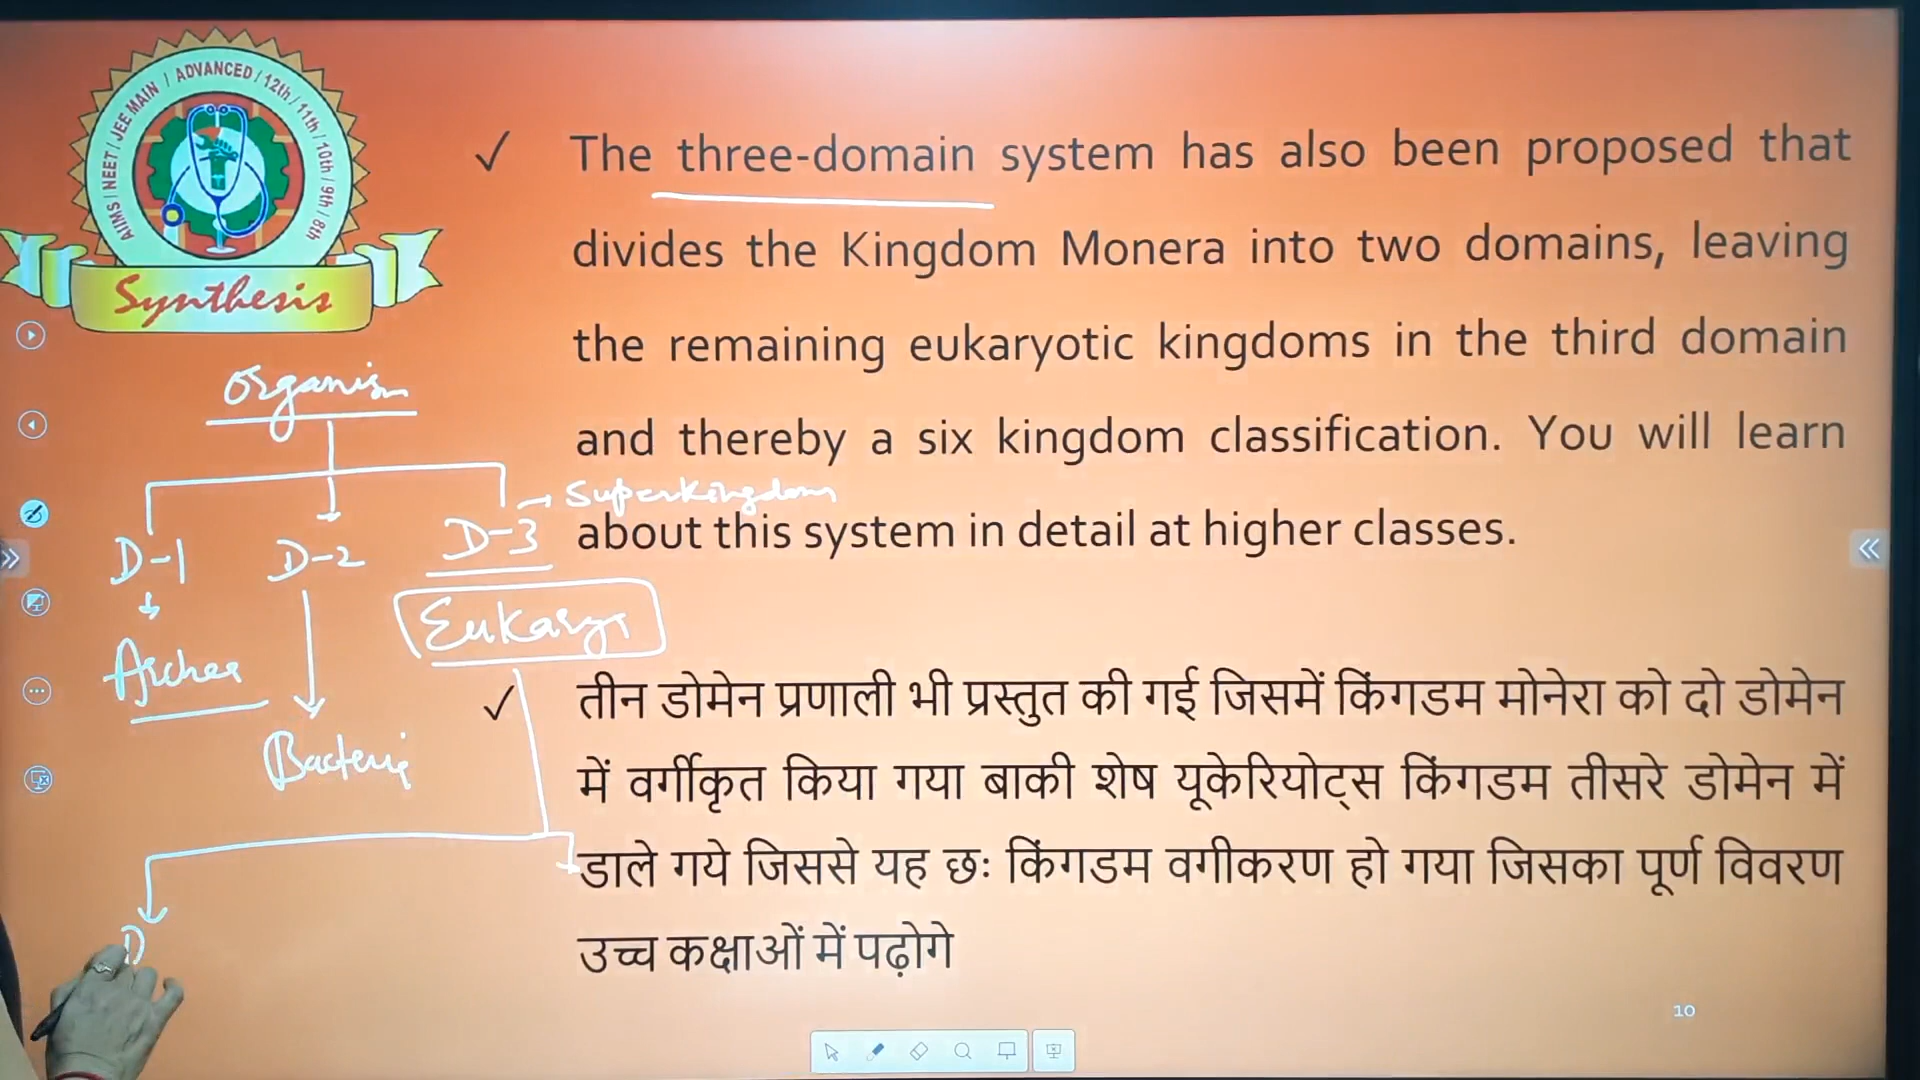 AIIMS / NEET / JEE MAIN / ADVANCED / 12th / 11th / 10th / 9th / 8th
Synthesis
✓ The three-domain system has also been proposed that
divides the Kingdom Monera into two domains, leaving
the remaining eukaryotic kingdoms in the third domain
and thereby a six kingdom classification. You will learn
about this system in detail at higher classes.
Organism
D-1 D-2 D-3 → Superkingdom
Eukarya
Archea
Bacteri
D
✓ तीन डोमेन प्रणाली भी प्रस्तुत की गई जिसमें किंगडम मोनेरा को दो डोमेन
में वर्गीकृत किया गया बाकी शेष यूकेरियोट्स किंगडम तीसरे डोमेन में
डाले गये जिससे यह छः किंगडम वगीकरण हो गया जिसका पूर्ण विवरण
उच्च कक्षाओं में पढ़ोगे
10